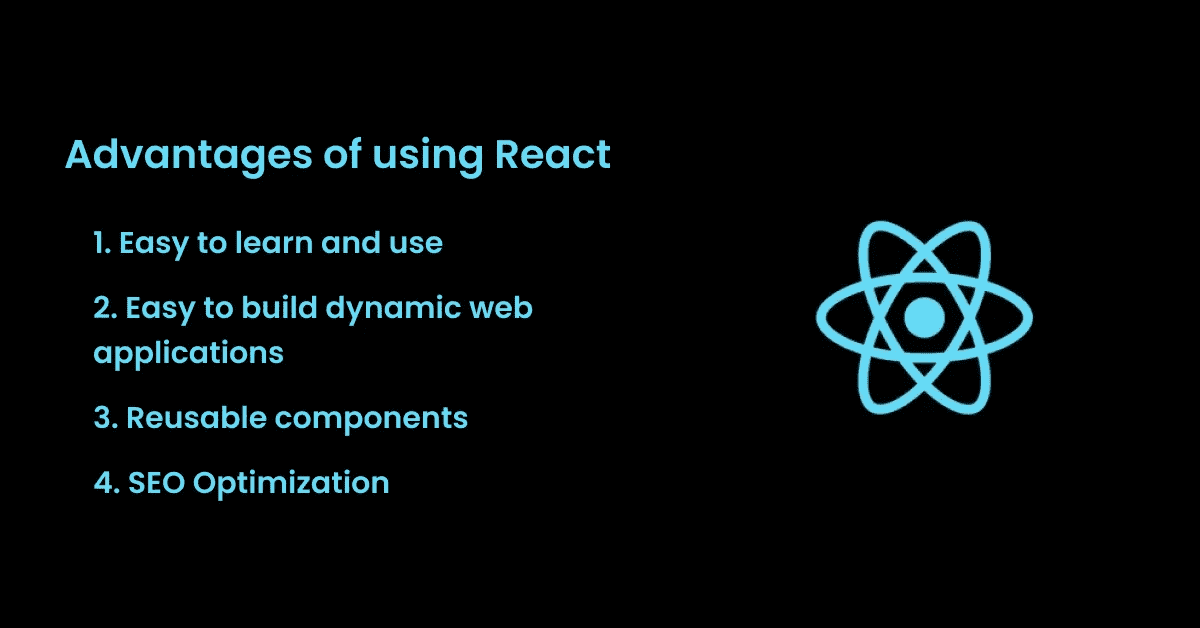 Advantages of using React
1. Easy to learn and use
2. Easy to build dynamic web
applications
3. Reusable components
4. SEO Optimization